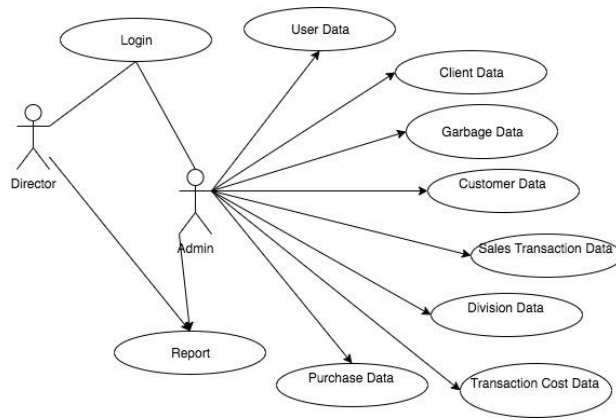 User Data
Login
Client Data
Garbage Data
Director
Customer Data
Admin
Sales Transaction Data
Division Data
Report
Purchase Data
Transaction Cost Data